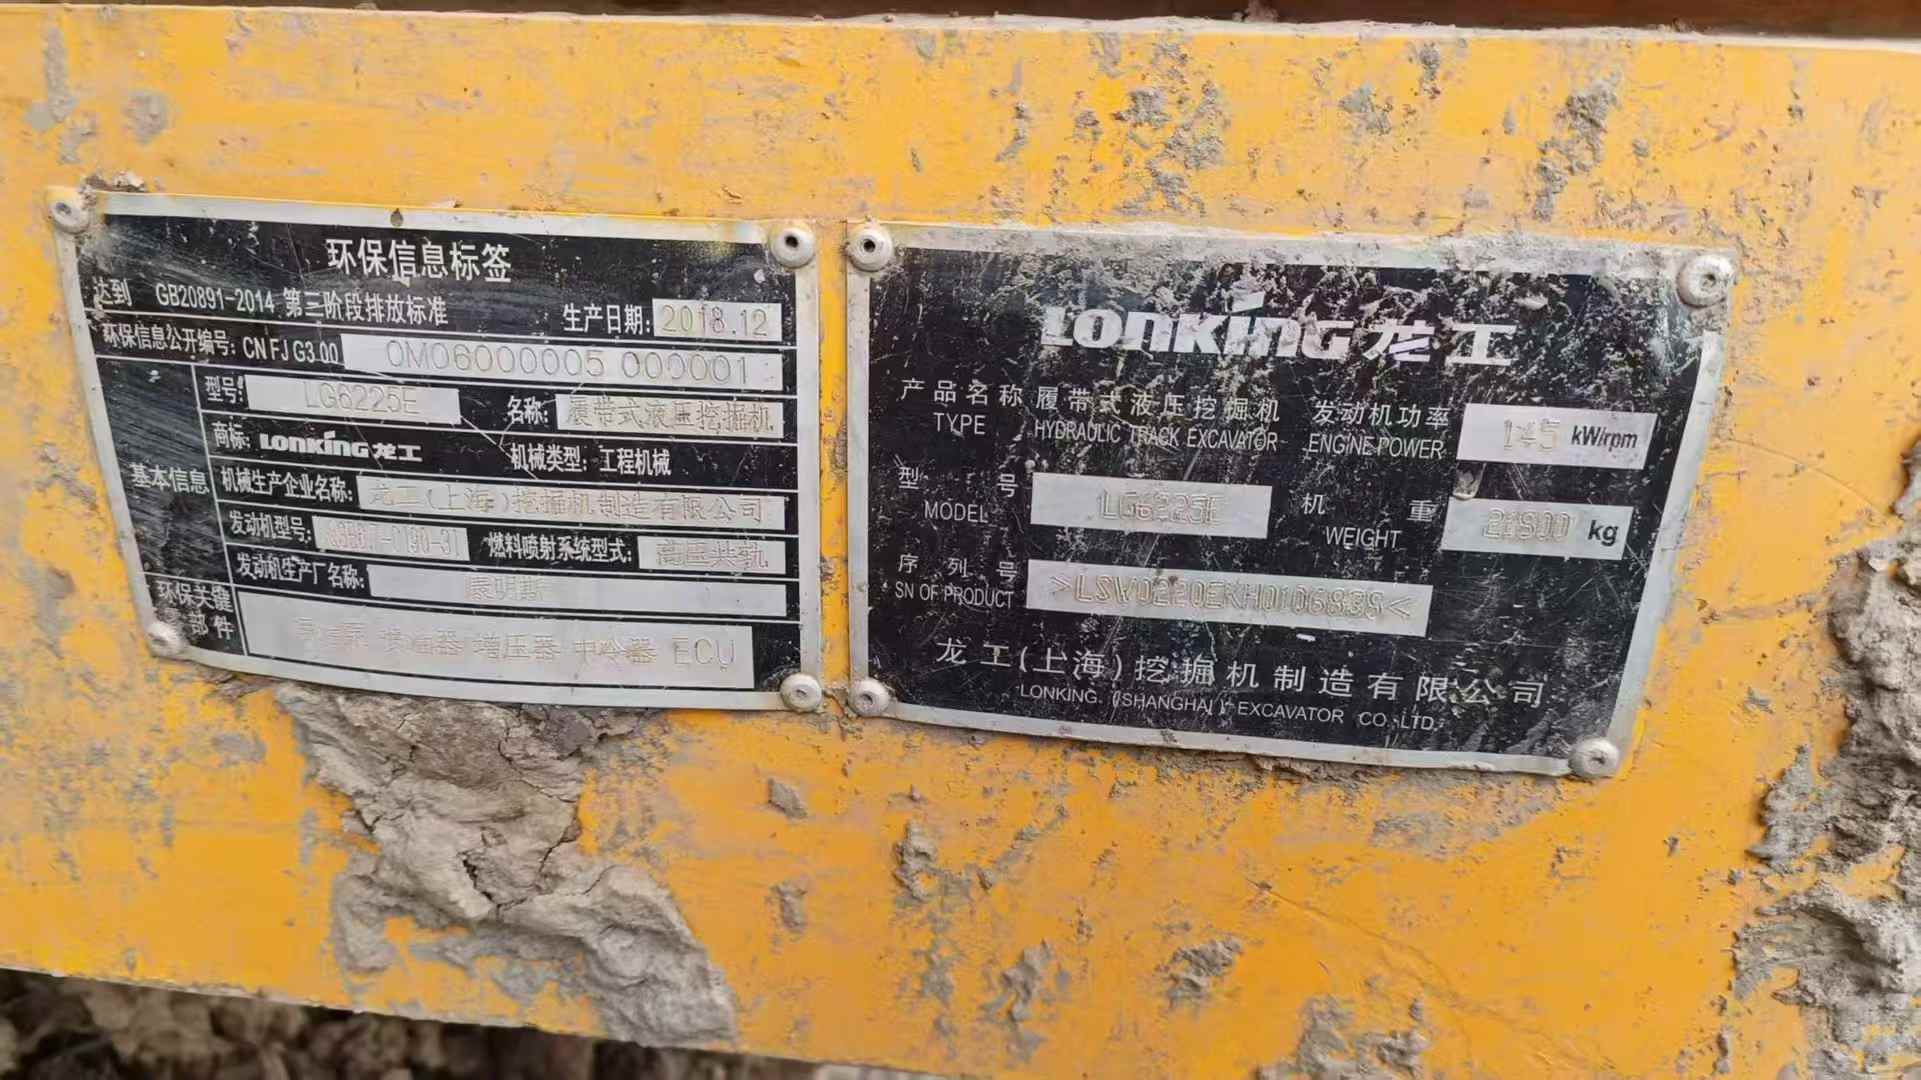 环保信息标签
达到 GB20891-2014 第三阶段排放标准 生产日期: 2018.12
环保信息公开编号: CN FJ G3 00 0M06000005 000001
基本信息
型号: LG6225E 名称: 履带式液压挖掘机
商标: LONKING 龙工 机械类型: 工程机械
机械生产企业名称: 龙工(上海)挖掘机制造有限公司
发动机型号: 燃料喷射系统型式: 高压共轨
发动机生产厂名称: 康明斯
环保关键部件
喷油器 增压器 中冷器 ECU
LONKING 龙工
产品名称 履带式液压挖掘机 发动机功率 145 kW/rpm
TYPE HYDRAULIC TRACK EXCAVATOR ENGINE POWER
型号 LG6225E 机重 kg
MODEL WEIGHT
序列号
SN OF PRODUCT
龙工(上海)挖掘机制造有限公司
LONKING (SHANGHAI) EXCAVATOR CO.,LTD.